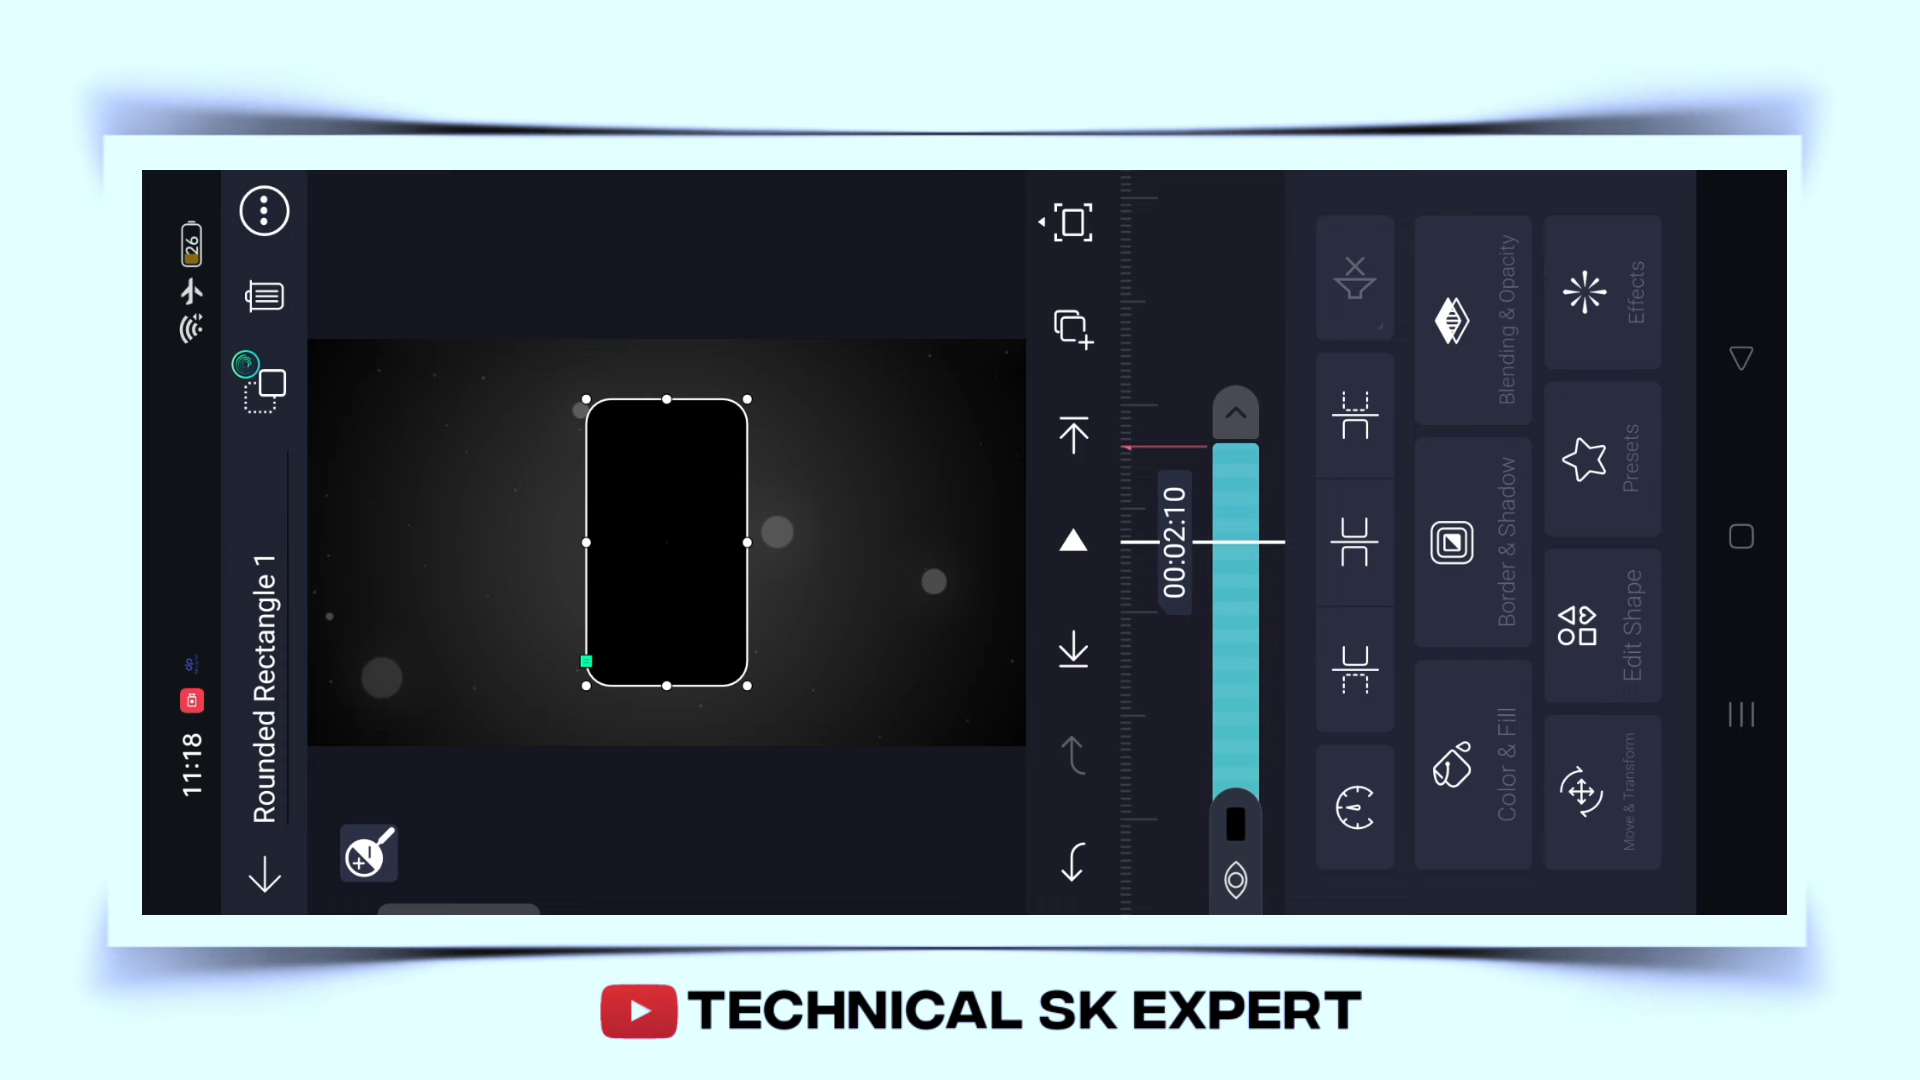 11:18
26
Rounded Rectangle 1
00:02:10
Color & Fill
Border & Shadow
Blending & Opacity
Move & Transform
Edit Shape
Presets
Effects
TECHNICAL SK EXPERT